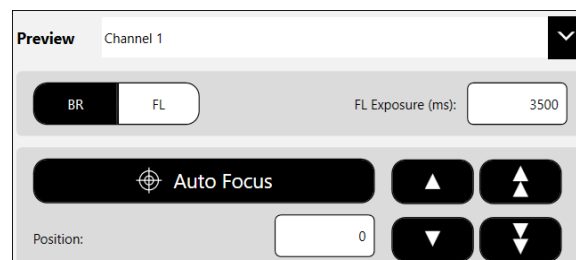 Preview Channel 1
BR FL FL Exposure (ms): 3500
Auto Focus
Position: 0